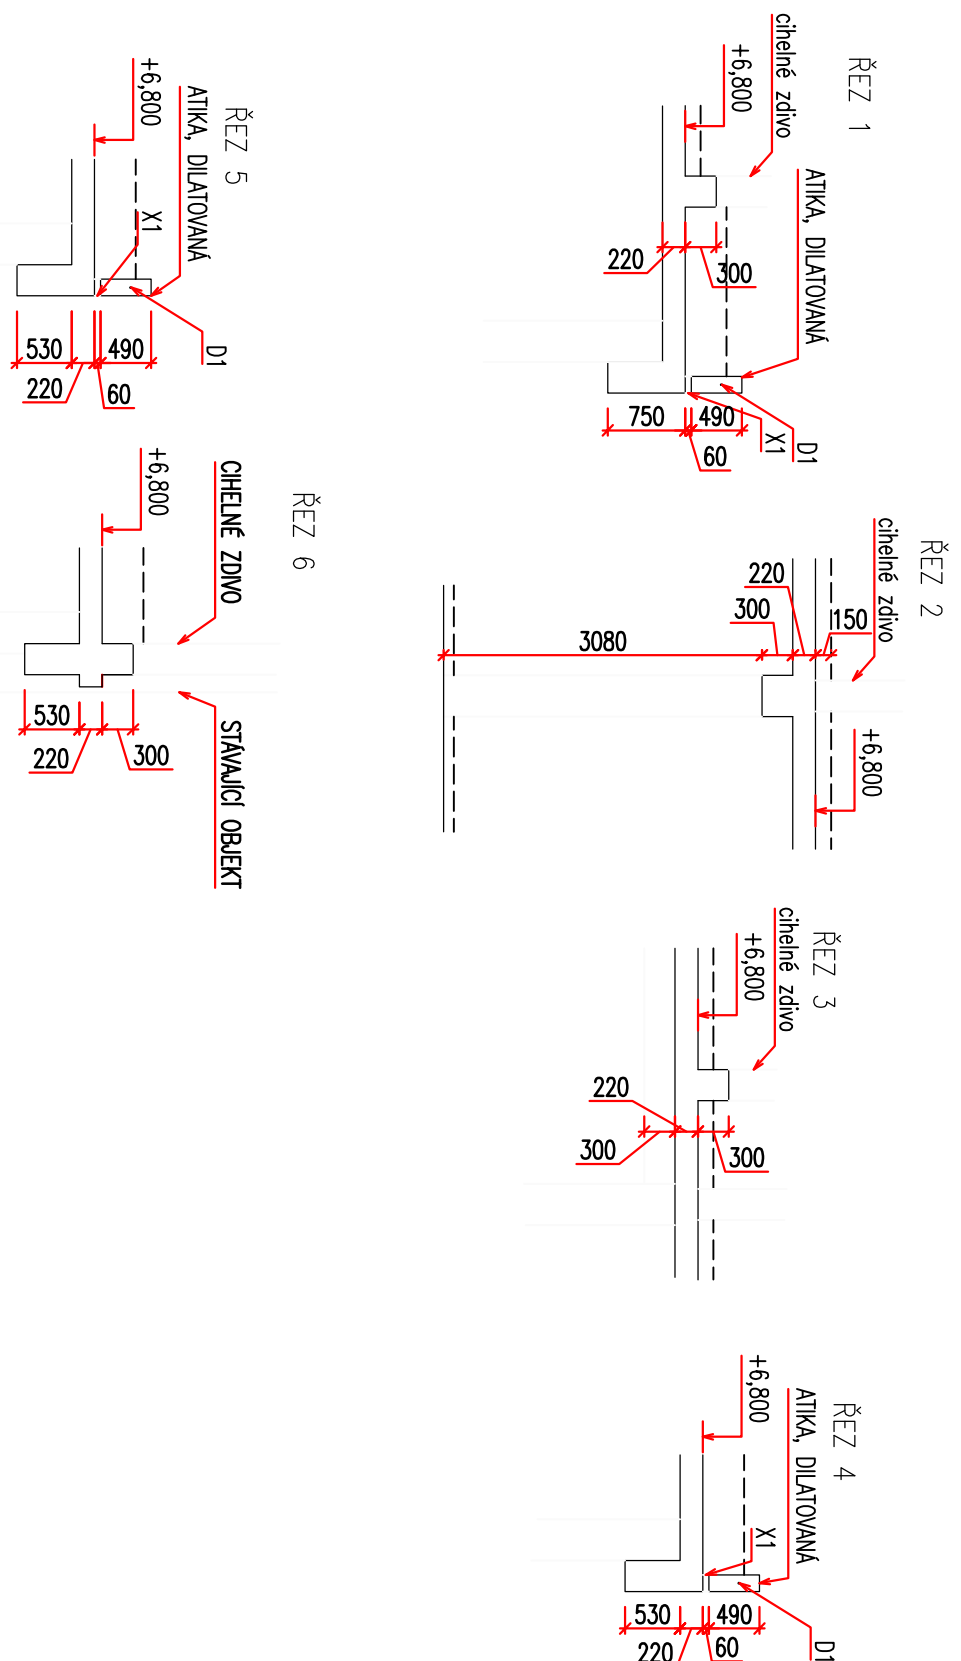 ŘEZ 1
cihelné zdivo
+6,800
ATIKA, DILATOVANÁ
220
300
750
490
60
X1
D1
ŘEZ 2
cihelné zdivo
220
300
150
3080
+6,800
ŘEZ 3
cihelné zdivo
+6,800
220
300
300
ŘEZ 4
+6,800
ATIKA, DILATOVANÁ
X1
530
220
60
490
D1
ŘEZ 5
+6,800
ATIKA, DILATOVANÁ
X1
530
220
60
490
D1
ŘEZ 6
+6,800
CIHELNÉ ZDIVO
530
220
300
STÁVAJÍCÍ OBJEKT